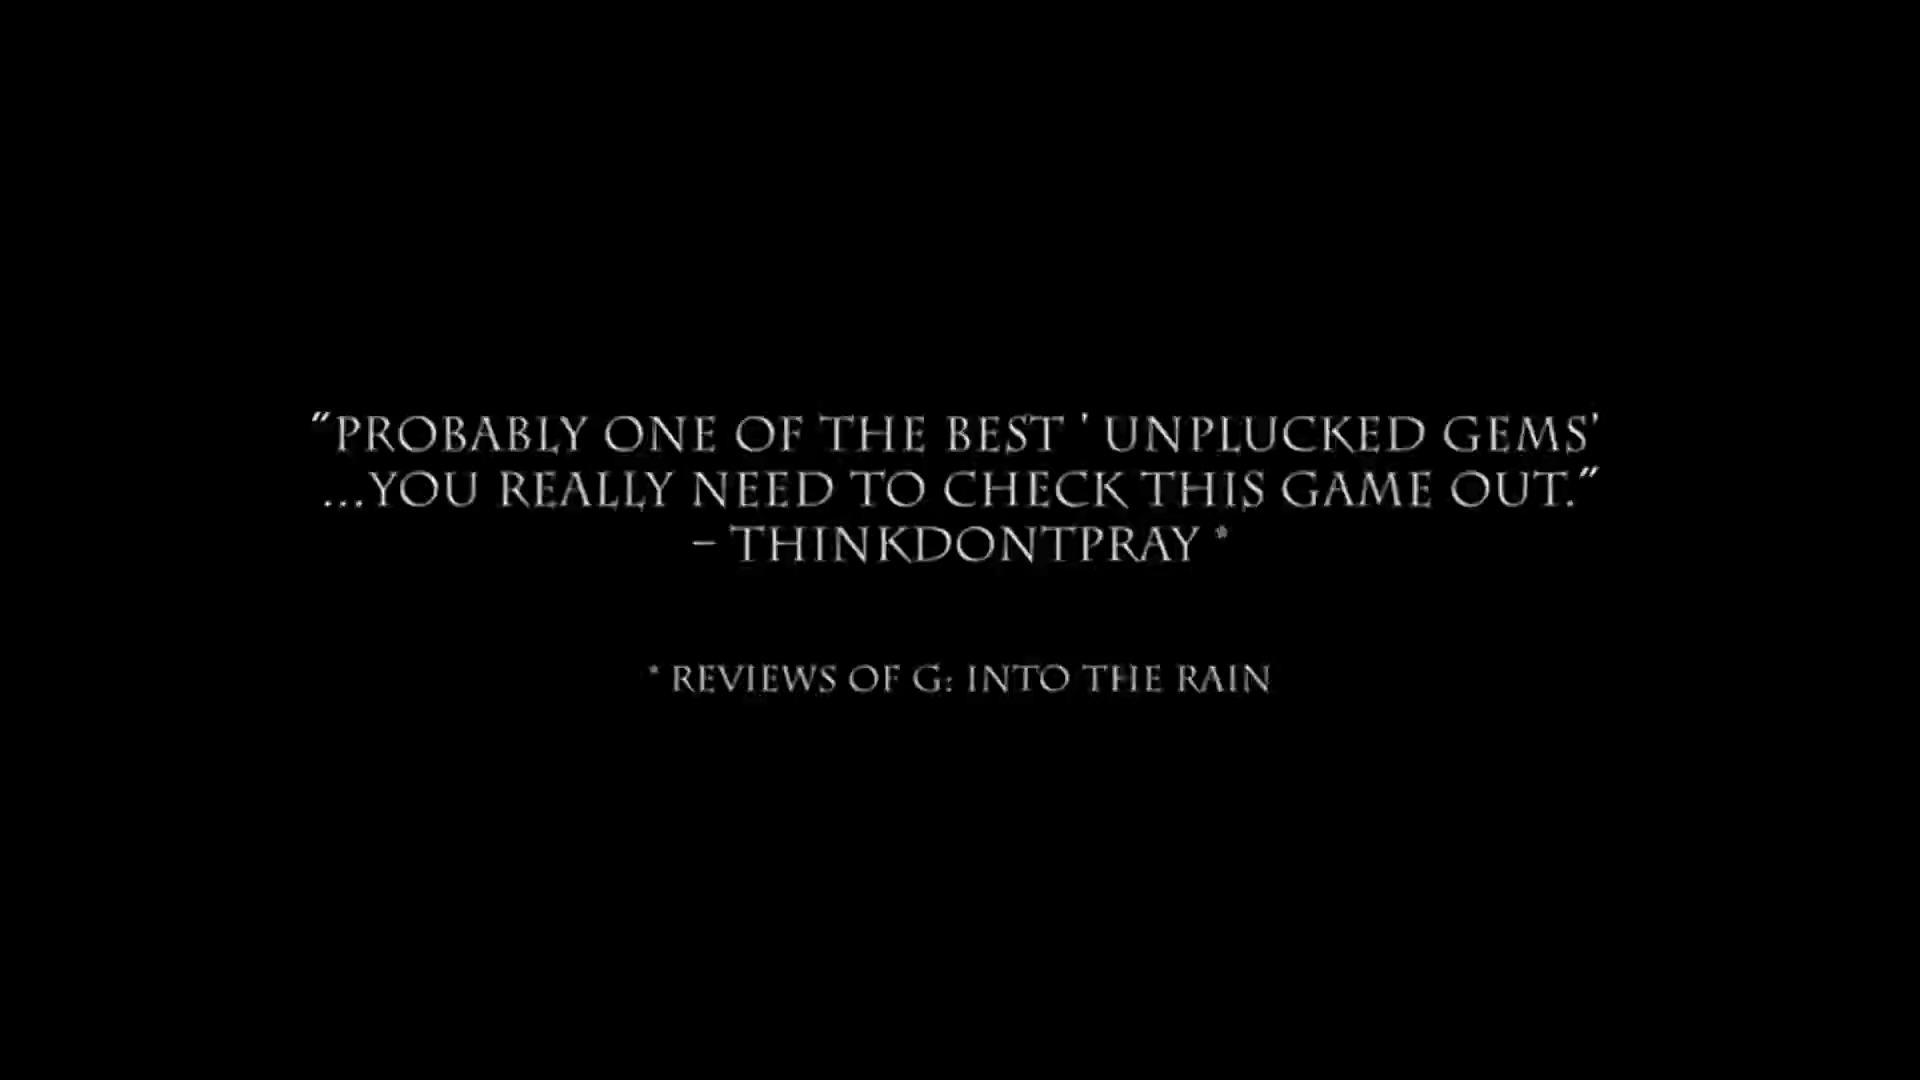 "PROBABLY ONE OF THE BEST ' UNPLUCKED GEMS'
...YOU REALLY NEED TO CHECK THIS GAME OUT."
– THINKDONTPRAY *
* REVIEWS OF G: INTO THE RAIN